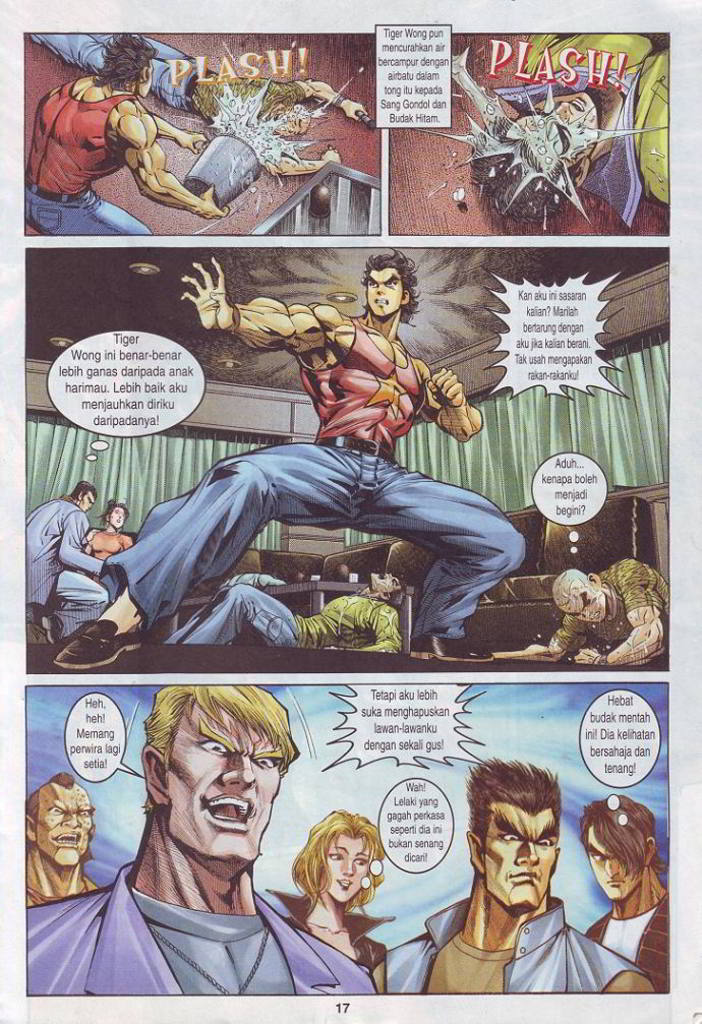 PLASH!
Tiger Wong pun
mencurahkan air
bercampur dengan
airbatu dalam
tong itu kepada
Sang Gondol dan
Budak Hitam.
PLASH!
Tiger
Wong ini benar-benar
lebih ganas daripada anak
harimau. Lebih baik aku
menjauhkan diriku
daripadanya!
Kan aku ini sasaran
kalian? Marilah
bertarung dengan
aku jika kalian berani.
Tak usah mengapakan
rakan-rakanku!
Aduh...
kenapa boleh
menjadi
begini?
Heh,
heh!
Memang
perwira lagi
setia!
Tetapi aku lebih
suka menghapuskan
lawan-lawanku
dengan sekali gus!
Wah!
Lelaki yang
gagah perkasa
seperti dia ini
bukan senang
dicari!
Hebat
budak mentah
ini! Dia kelihatan
bersahaja dan
tenang!
17